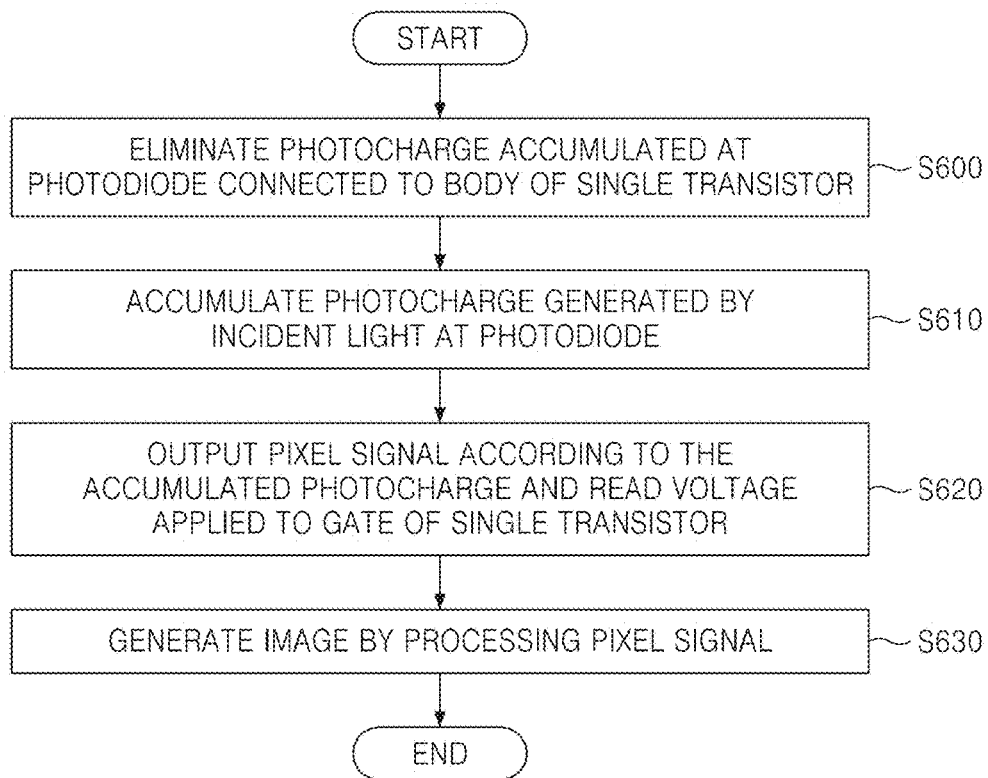 START
ELIMINATE PHOTOCHARGE ACCUMULATED AT
PHOTODIODE CONNECTED TO BODY OF SINGLE TRANSISTOR
S600
ACCUMULATE PHOTOCHARGE GENERATED BY
INCIDENT LIGHT AT PHOTODIODE
S610
OUTPUT PIXEL SIGNAL ACCORDING TO THE
ACCUMULATED PHOTOCHARGE AND READ VOLTAGE
APPLIED TO GATE OF SINGLE TRANSISTOR
S620
GENERATE IMAGE BY PROCESSING PIXEL SIGNAL
S630
END